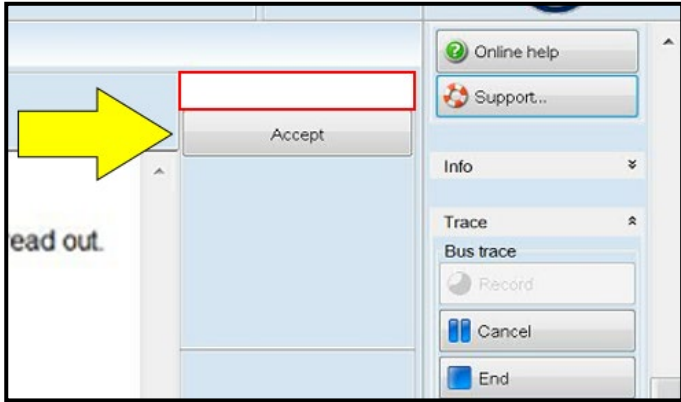 Online help
Support...
Accept
Info
ead out.
Trace
Bus trace
Record
Cancel
End